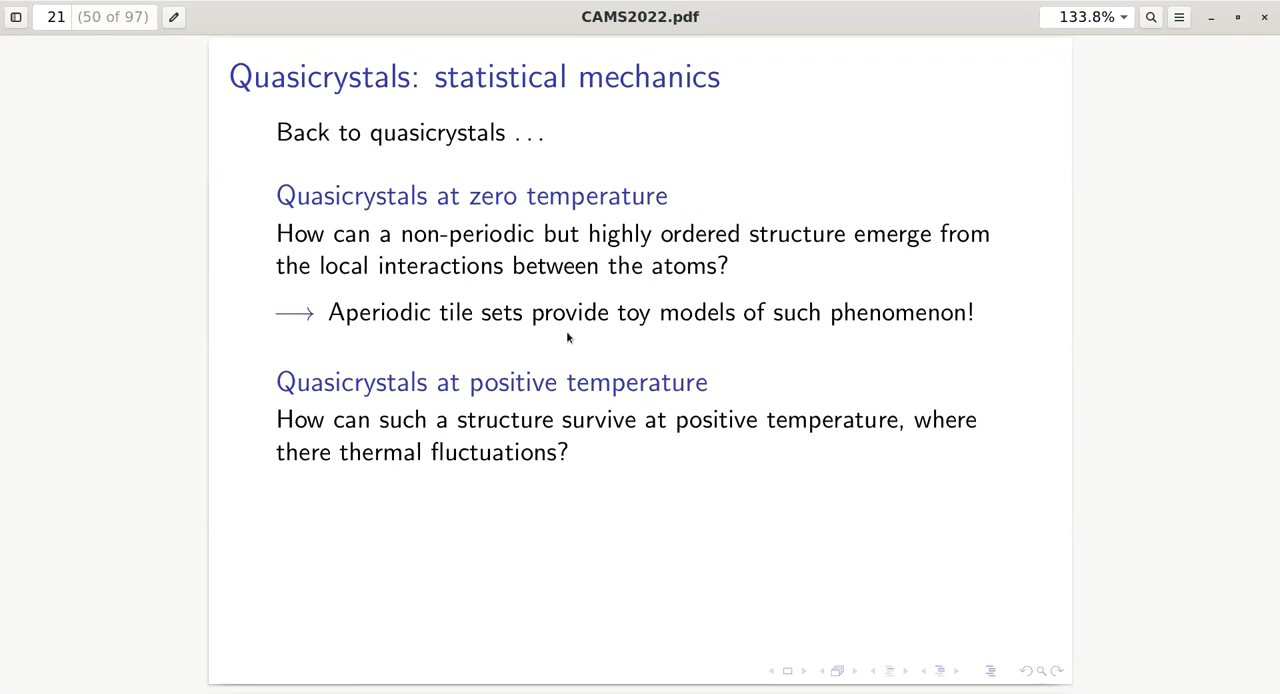 21 (50 of 97) CAMS2022.pdf 133.8%
Quasicrystals: statistical mechanics
Back to quasicrystals ...
Quasicrystals at zero temperature
How can a non-periodic but highly ordered structure emerge from
the local interactions between the atoms?
⟶ Aperiodic tile sets provide toy models of such phenomenon!
Quasicrystals at positive temperature
How can such a structure survive at positive temperature, where
there thermal fluctuations?